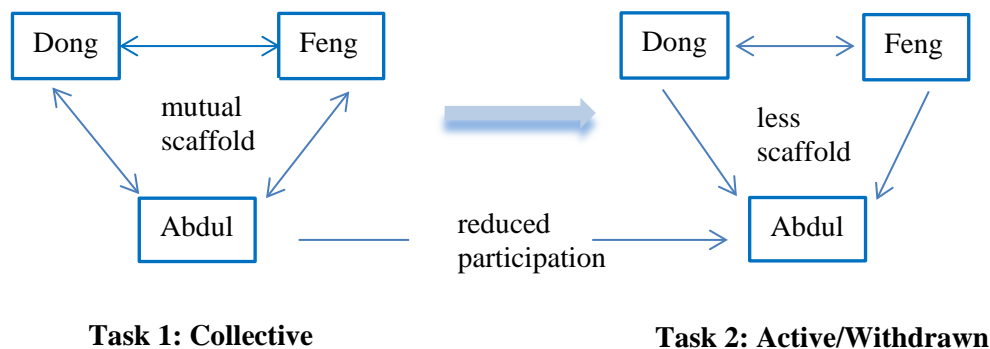 Dong
Feng
mutual
scaffold
Abdul
Dong
Feng
less
scaffold
Abdul
reduced
participation
Task 1: Collective
Task 2: Active/Withdrawn